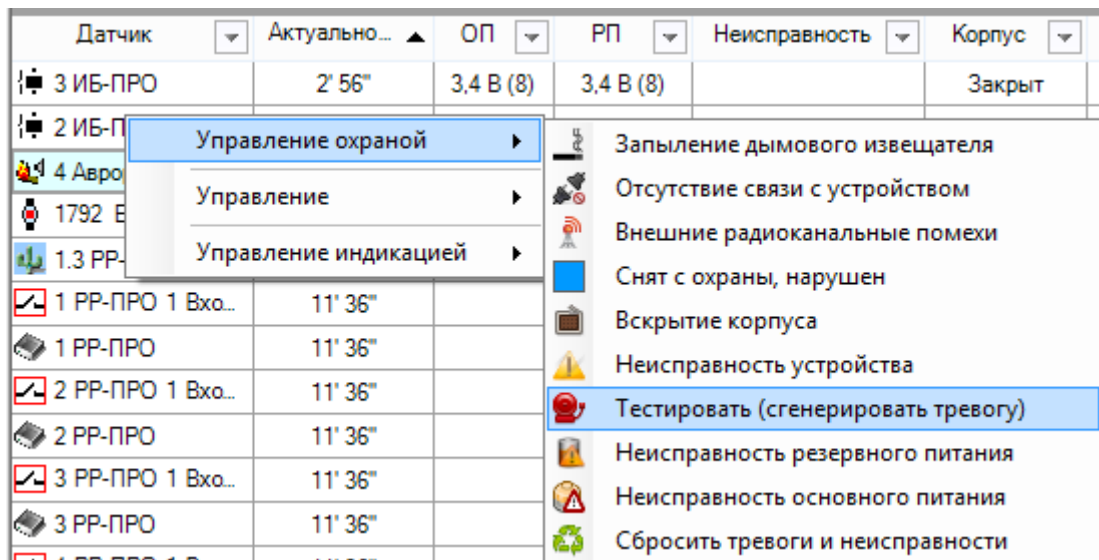 Датчик Актуально... ОП РП Неисправность Корпус
3 ИБ-ПРО 2' 56" 3,4 В (8) 3,4 В (8) Закрыт
2 ИБ-П
4 Авро
1792 Е
1.3 РР-
1 РР-ПРО 1 Вхо... 11' 36"
1 РР-ПРО 11' 36"
2 РР-ПРО 1 Вхо... 11' 36"
2 РР-ПРО 11' 36"
3 РР-ПРО 1 Вхо... 11' 36"
3 РР-ПРО 11' 36"
Управление охраной
Управление
Управление индикацией
Запыление дымового извещателя
Отсутствие связи с устройством
Внешние радиоканальные помехи
Снят с охраны, нарушен
Вскрытие корпуса
Неисправность устройства
Тестировать (сгенерировать тревогу)
Неисправность резервного питания
Неисправность основного питания
Сбросить тревоги и неисправности